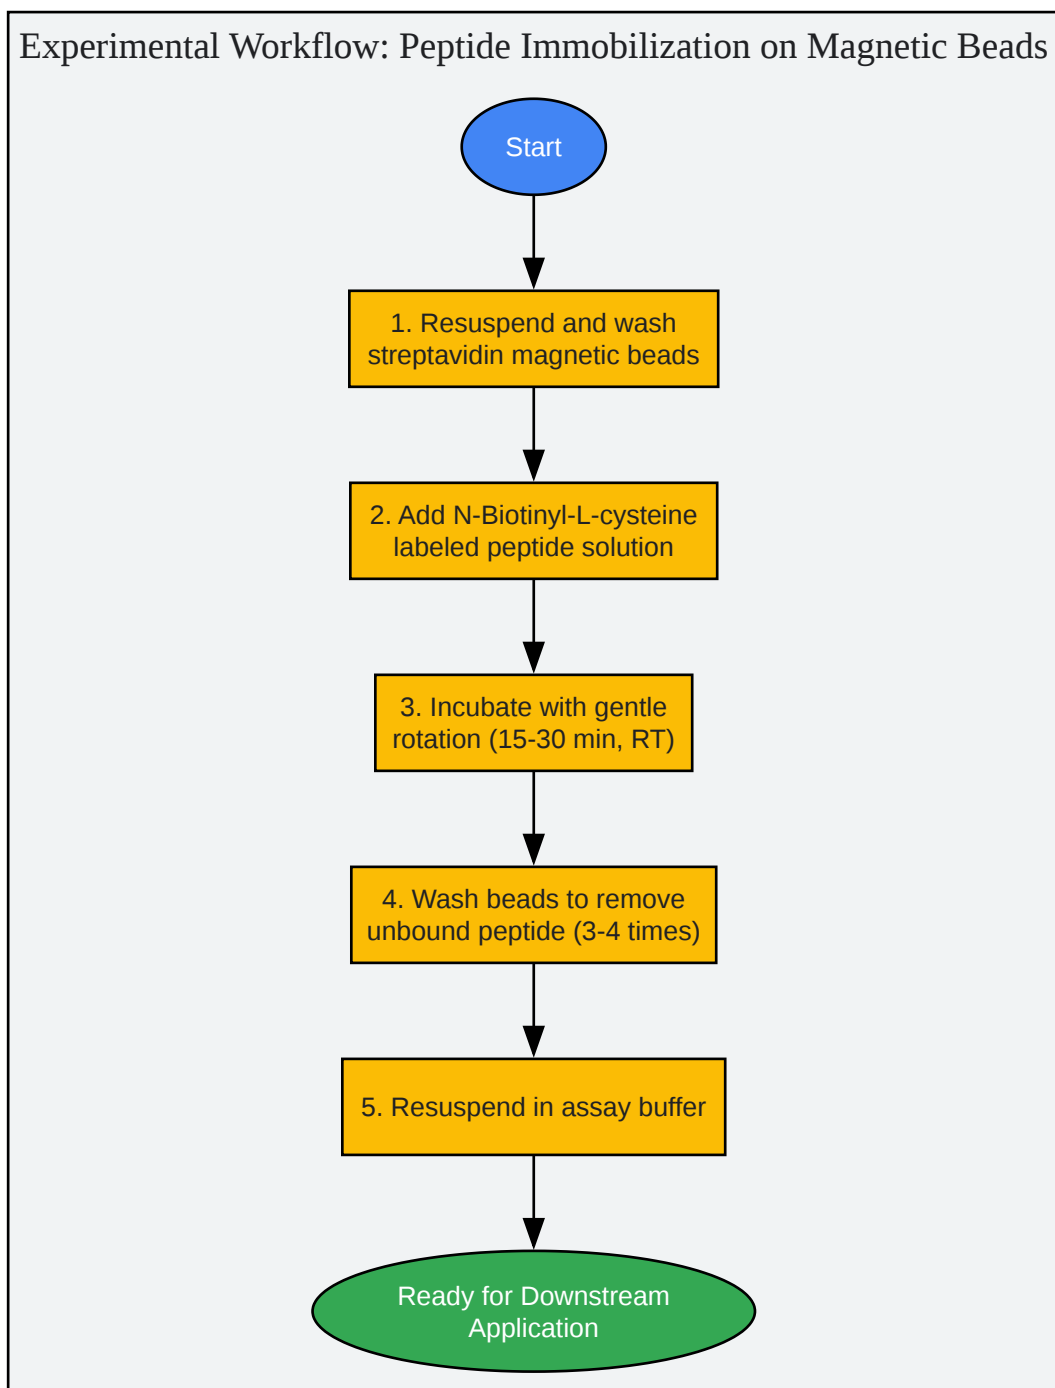 Experimental Workflow: Peptide Immobilization on Magnetic Beads
Start
1. Resuspend and wash
streptavidin magnetic beads
2. Add N-Biotinyl-L-cysteine
labeled peptide solution
3. Incubate with gentle
rotation (15-30 min, RT)
4. Wash beads to remove
unbound peptide (3-4 times)
5. Resuspend in assay buffer
Ready for Downstream
Application